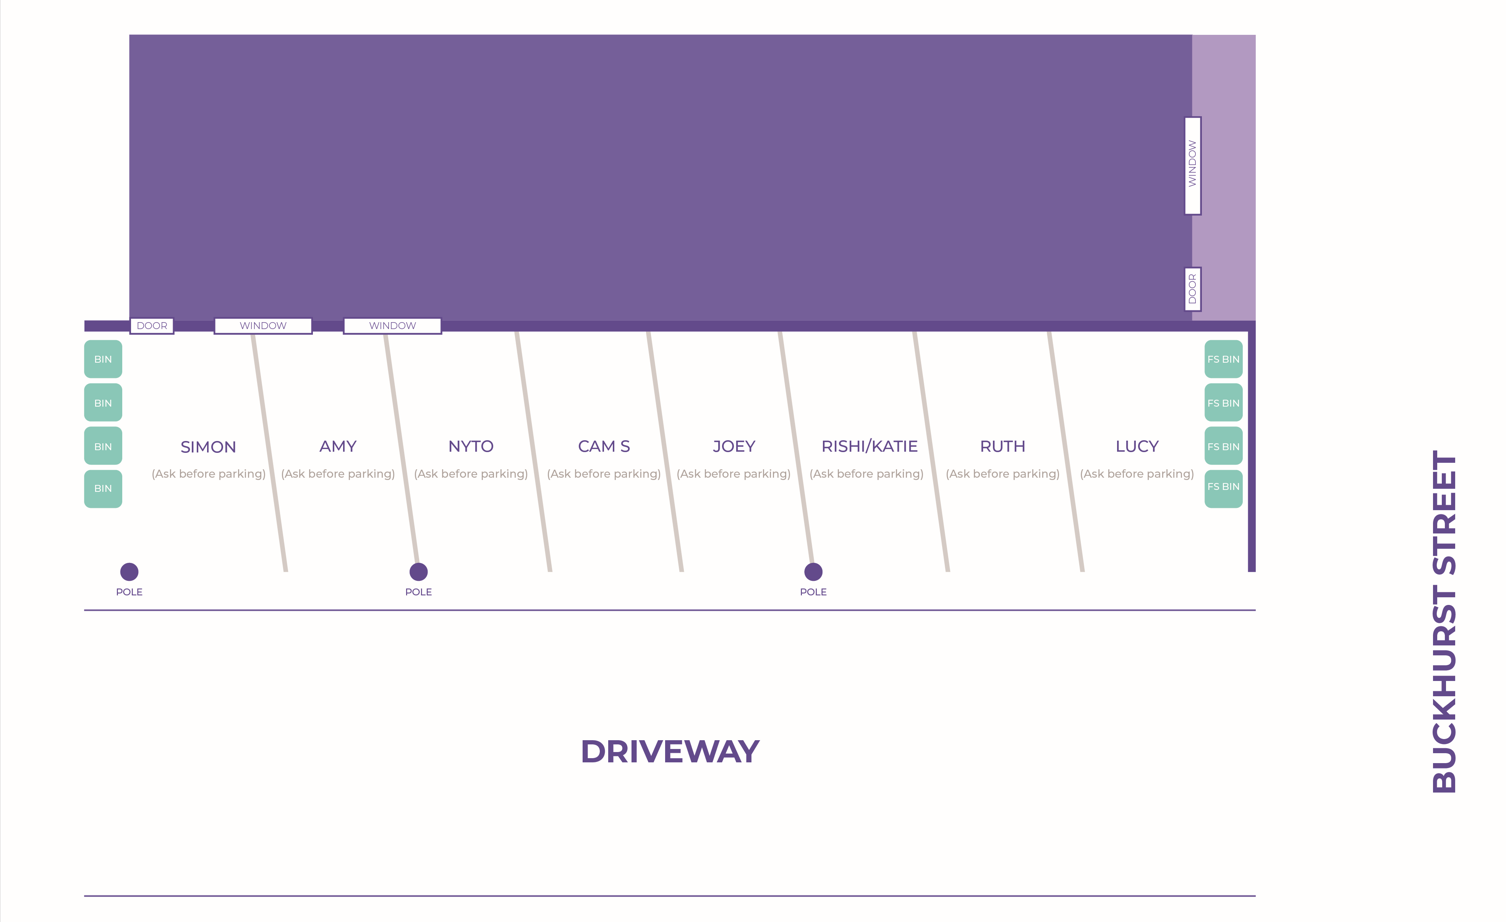 WINDOW
DOOR
DOOR
WINDOW
WINDOW
BIN
BIN
BIN
BIN
FS BIN
FS BIN
FS BIN
FS BIN
SIMON
(Ask before parking)
AMY
(Ask before parking)
NYTO
(Ask before parking)
CAM S
(Ask before parking)
JOEY
(Ask before parking)
RISHI/KATIE
(Ask before parking)
RUTH
(Ask before parking)
LUCY
(Ask before parking)
POLE
POLE
POLE
DRIVEWAY
BUCKHURST STREET